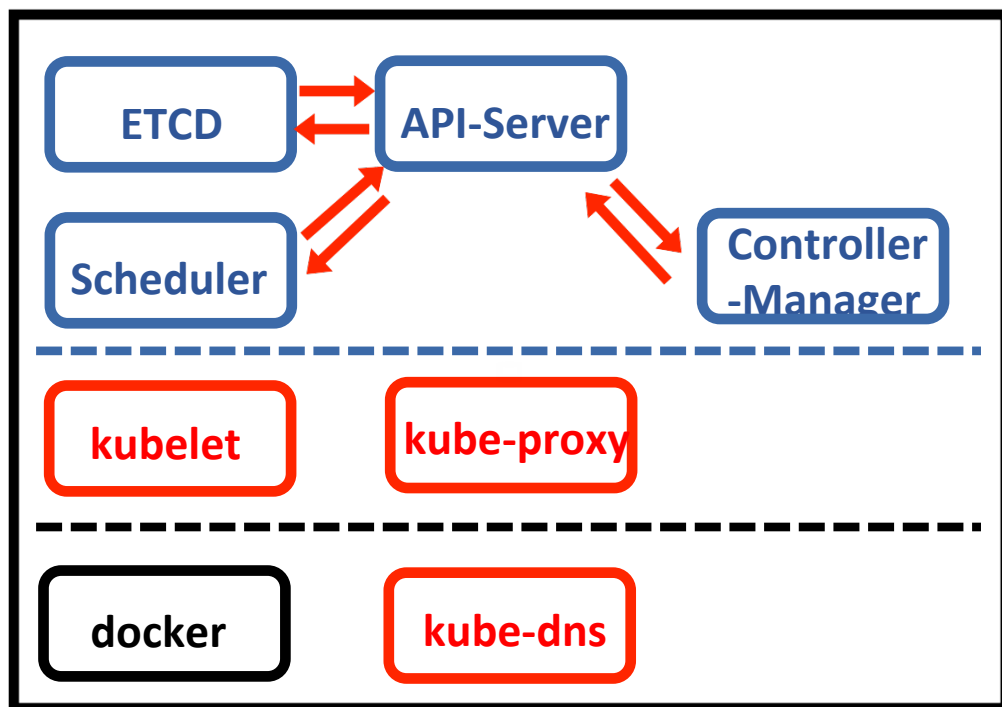 ETCD
API-Server
Scheduler
Controller
-Manager
kubelet
kube-proxy
docker
kube-dns